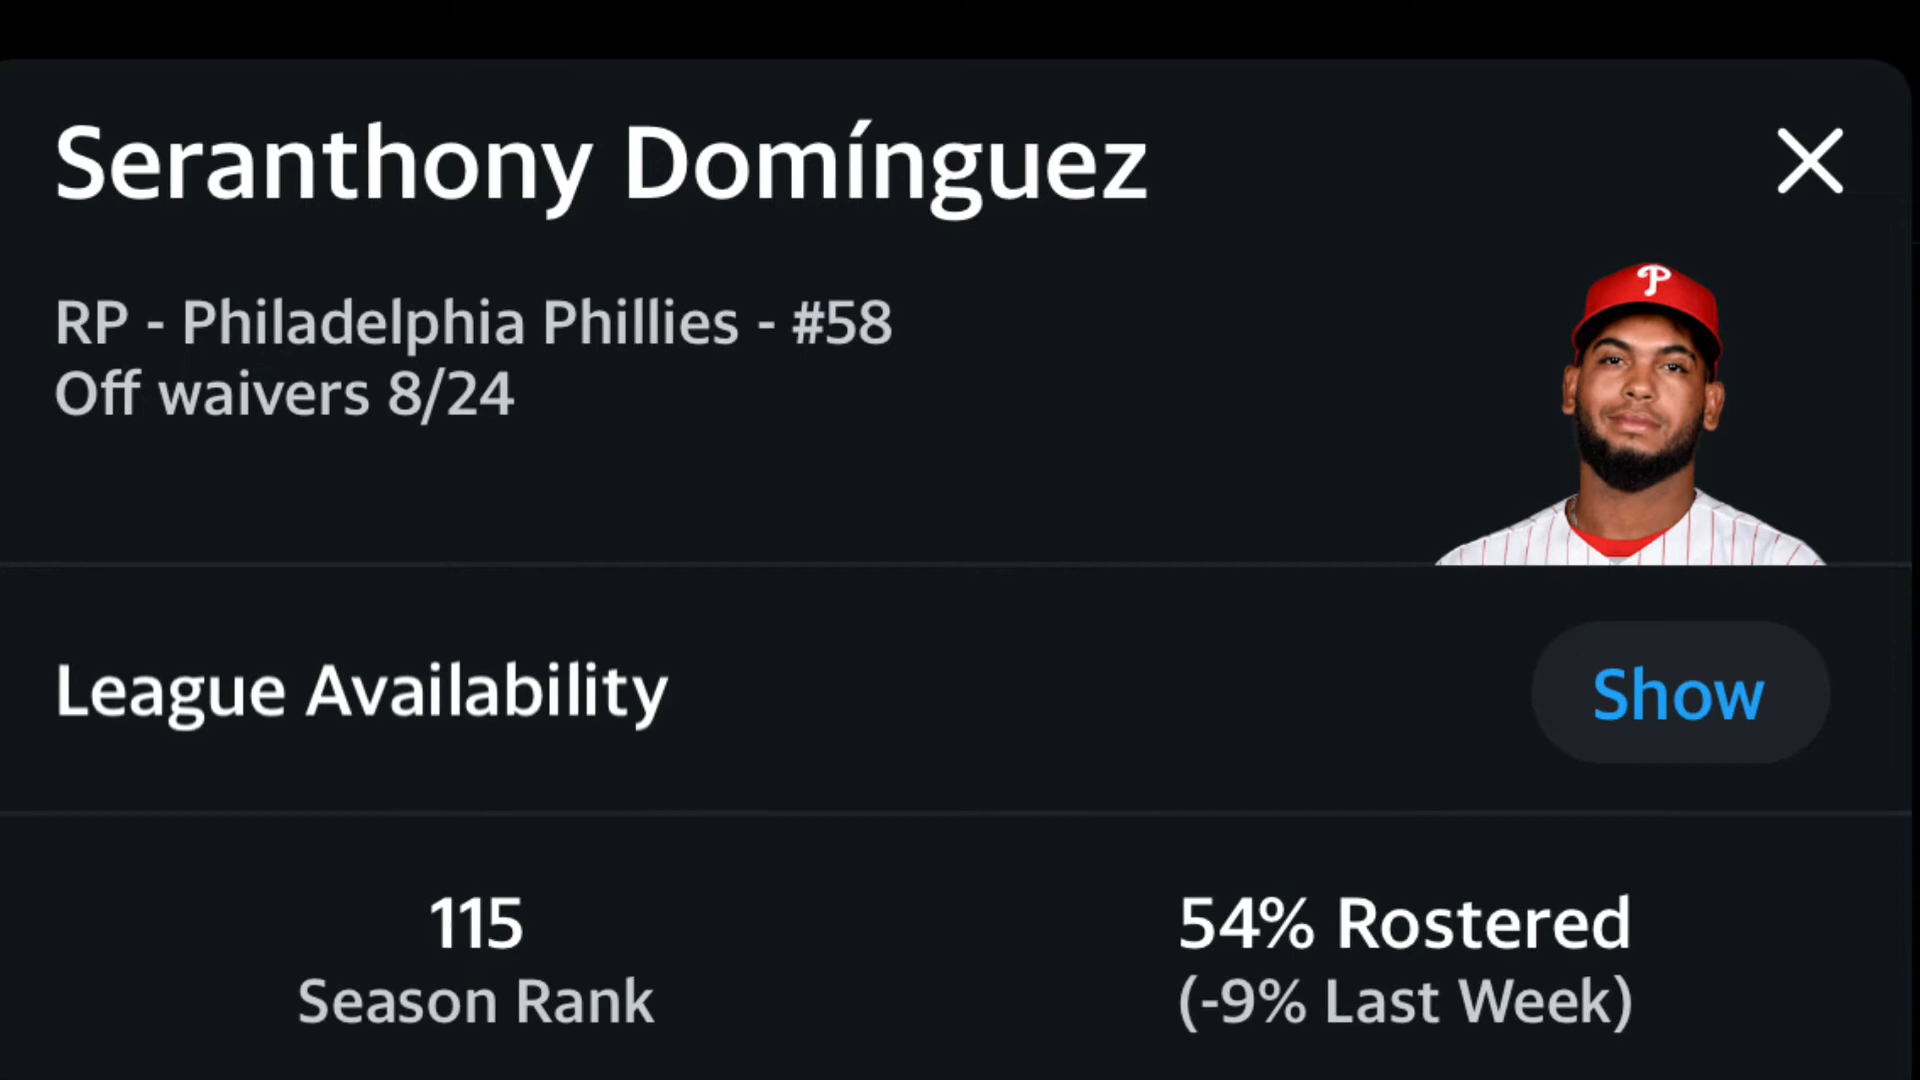 Seranthony Domínguez
RP - Philadelphia Phillies - #58
Off waivers 8/24
P
League Availability
Show
115
Season Rank
54% Rostered
(-9% Last Week)